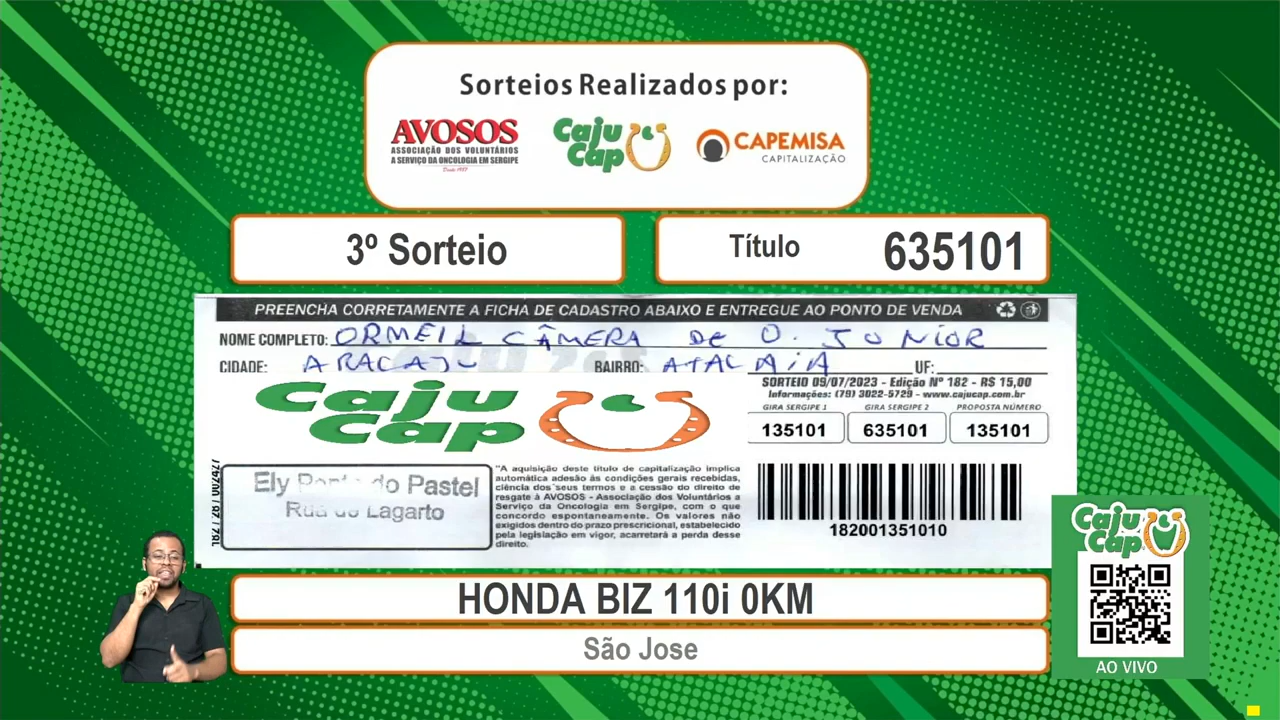 Sorteios Realizados por:
AVOSOS
ASSOCIAÇÃO DOS VOLUNTÁRIOS
A SERVIÇO DA ONCOLOGIA EM SERGIPE
Desde 1987
Caju
Cap
CAPEMISA
CAPITALIZAÇÃO
3º Sorteio
Título 635101
PREENCHA CORRETAMENTE A FICHA DE CADASTRO ABAIXO E ENTREGUE AO PONTO DE VENDA
NOME COMPLETO: ORMEIL CÂMERA DE O. JUNIOR
CIDADE: ARACAJU BAIRRO: ATALAIA UF:
Caju
Cap
SORTEIO 09/07/2023 - Edição Nº 182 - R$ 15,00
Informações: (79) 3022-5729 - www.cajucap.com.br
GIRA SERGIPE 1 GIRA SERGIPE 2 PROPOSTA NÚMERO
135101 635101 135101
Ely do Pastel
Rua de Lagarto
"A aquisição deste título de capitalização implica
automática adesão às condições gerais recebidas,
ciência dos seus termos e a cessão do direito de
resgate à AVOSOS - Associação dos Voluntários a
Serviço da Oncologia em Sergipe, com o que
concordo espontaneamente. Os valores não
exigidos dentro do prazo prescricional, estabelecido
pela legislação em vigor, acarretará a perda desse
direito.
182001351010
HONDA BIZ 110i 0KM
São Jose
Caju
Cap
AO VIVO